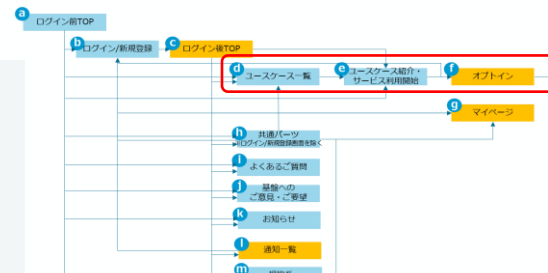 a
ログイン前TOP
b
ログイン/新規登録
c
ログイン後TOP
d
ユースケース一覧
e
ユースケース紹介・
サービス利用開始
f
オプトイン
g
マイページ
h
共通パーツ
ログイン/新規登録画面を除く
i
よくあるご質問
j
基盤への
ご意見・ご要望
k
お知らせ
l
通知一覧
m